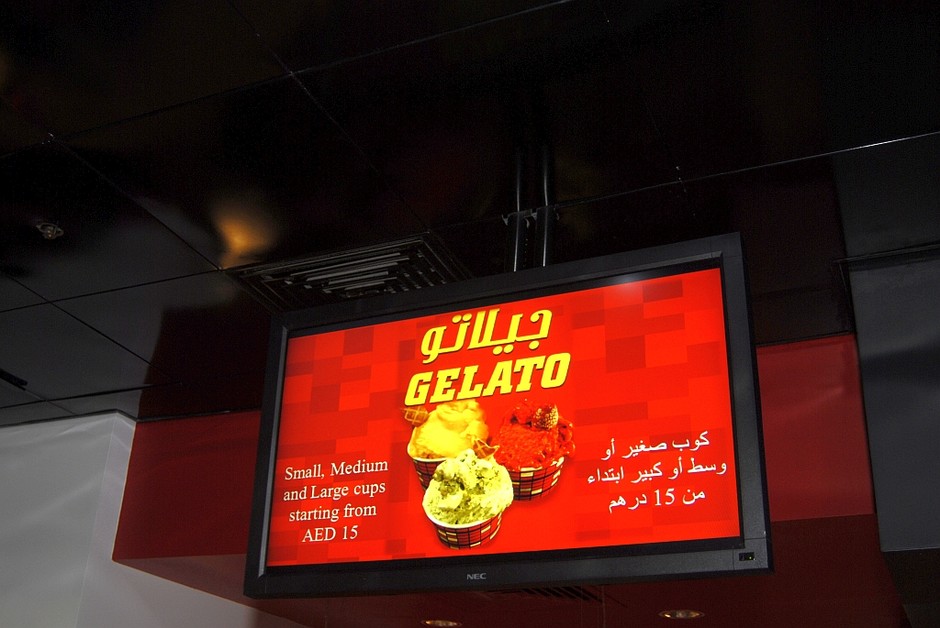 جيلاتو
GELATO
Small, Medium
and Large cups
starting from
AED 15
كوب صغير أو
وسط أو كبير ابتداء
من 15 درهم
NEC